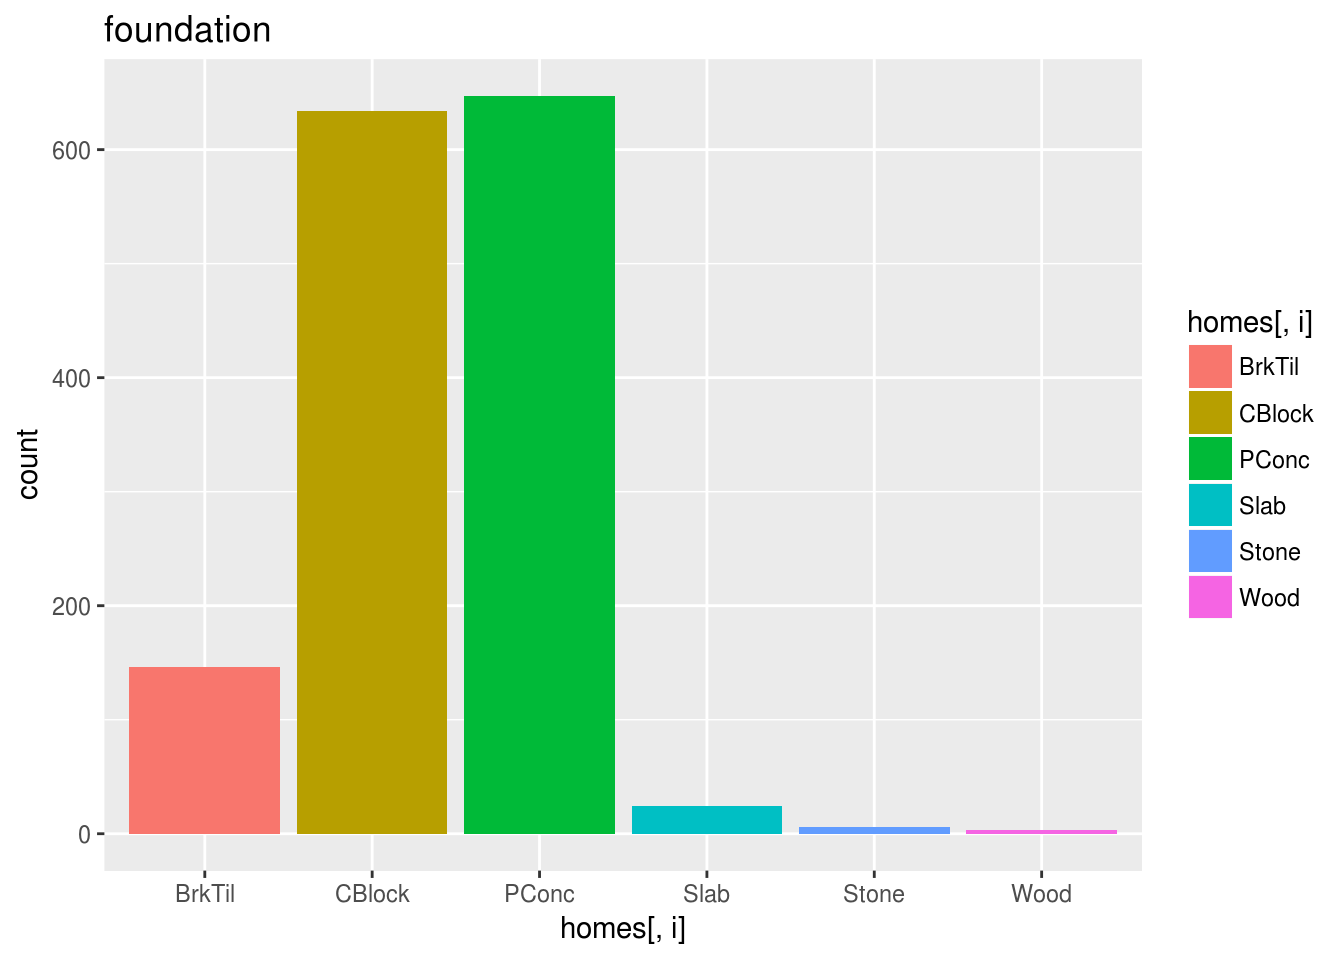 foundation
600
400
200
0
count
BrkTil CBlock PConc Slab Stone Wood
homes[, i]
homes[, i]
BrkTil
CBlock
PConc
Slab
Stone
Wood